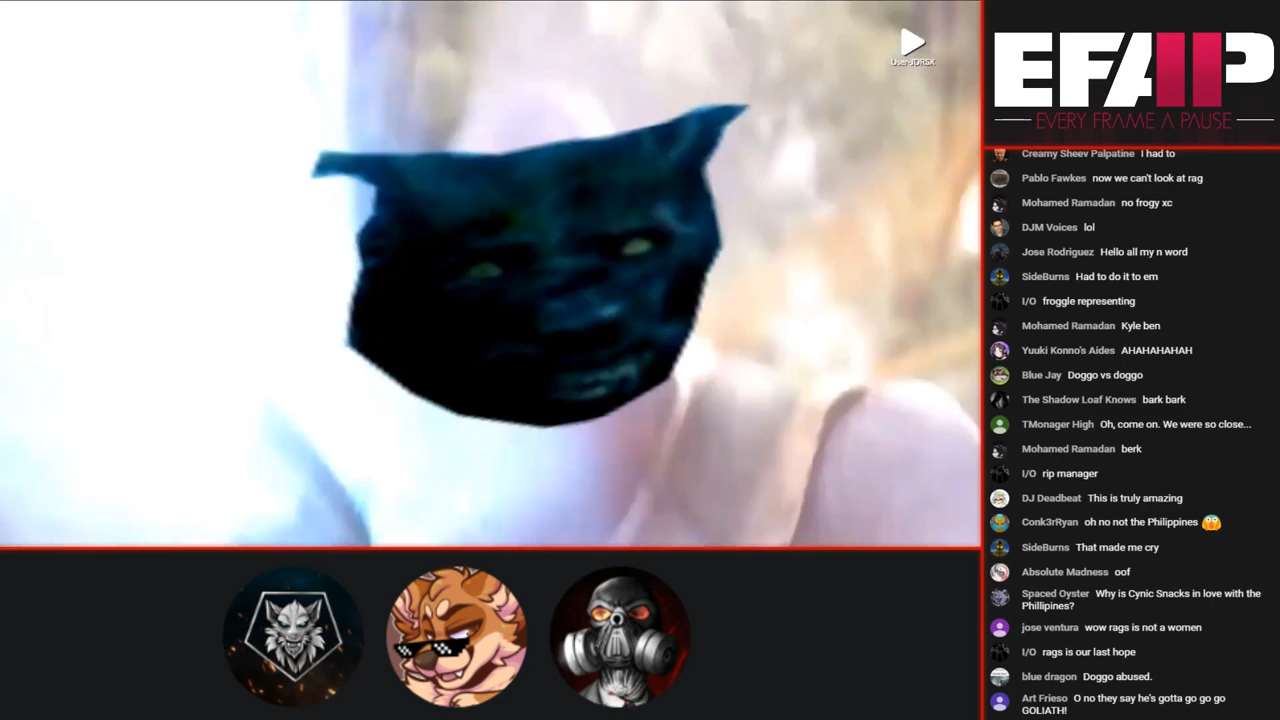 UserJDRSX
EFAP
EVERY FRAME A PAUSE
Creamy Sheev Palpatine I had to
Pablo Fawkes now we can't look at rag
Mohamed Ramadan no frogy xc
DJM Voices lol
Jose Rodriguez Hello all my n word
SideBurns Had to do it to em
I/O froggle representing
Mohamed Ramadan Kyle ben
Yuuki Konno's Aides AHAHAHAHAH
Blue Jay Doggo vs doggo
The Shadow Loaf Knows bark bark
TMonager High Oh, come on. We were so close...
Mohamed Ramadan berk
I/O rip manager
DJ Deadbeat This is truly amazing
Conk3rRyan oh no not the Philippines
SideBurns That made me cry
Absolute Madness oof
Spaced Oyster Why is Cynic Snacks in love with the
Phillipines?
jose ventura wow rags is not a women
I/O rags is our last hope
blue dragon Doggo abused.
Art Frieso O no they say he's gotta go go go
GOLIATH!